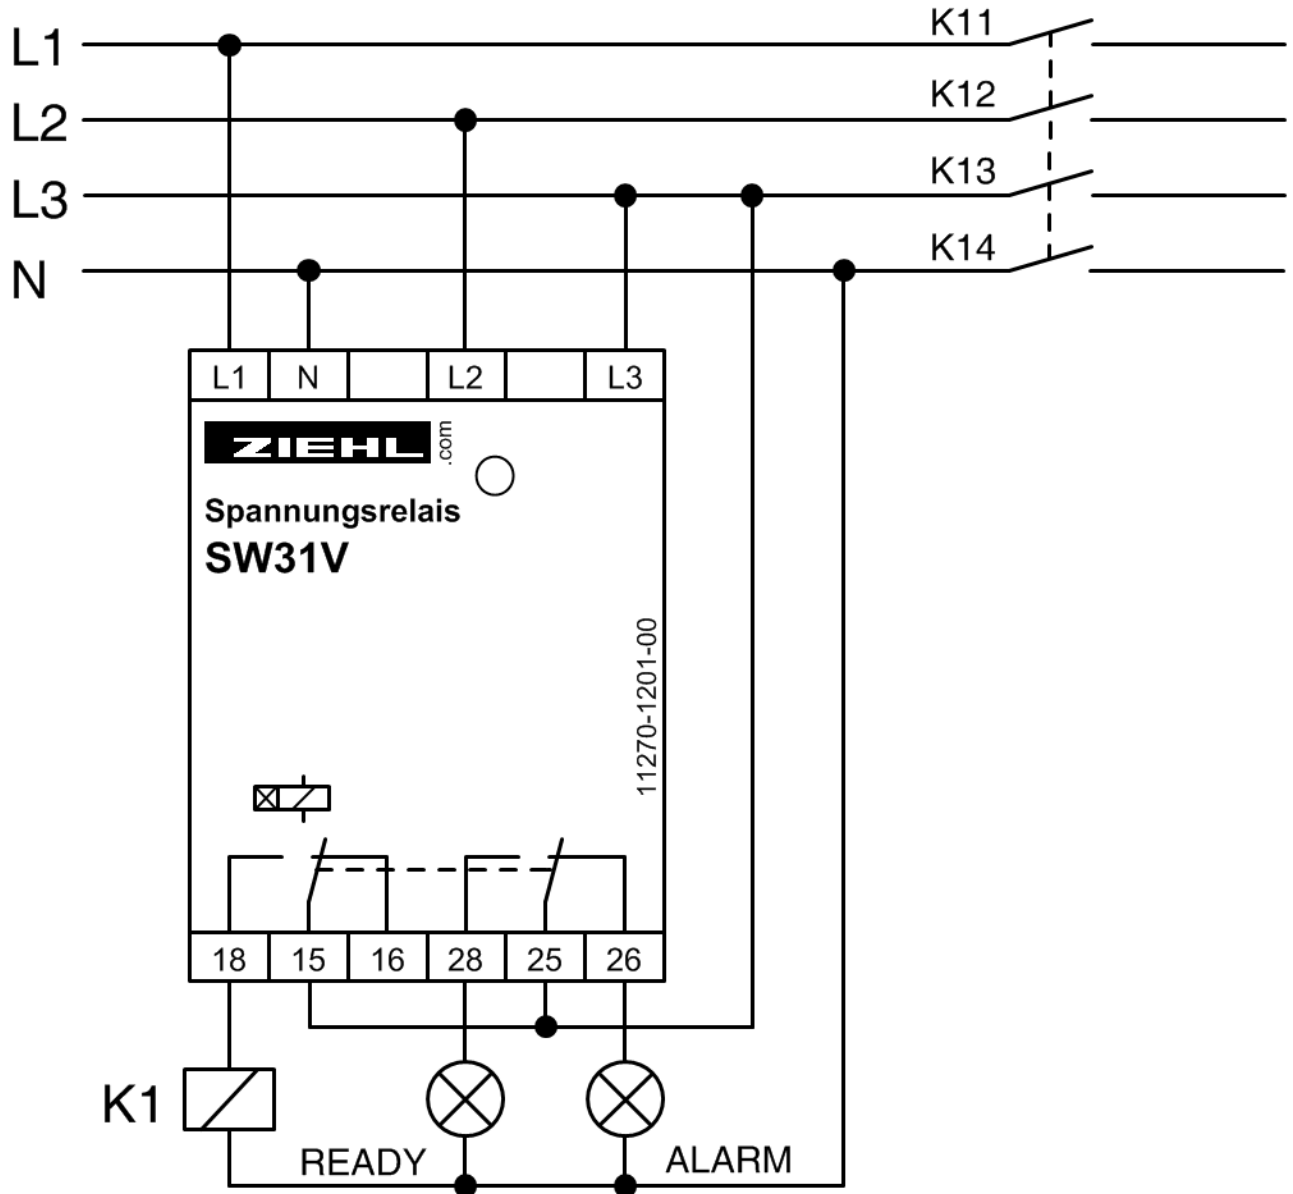 L1
K11
L2
K12
L3
K13
N
K14
L1 N L2 L3
ZIEHL
.com
Spannungsrelais
SW31V
11270-1201-00
18 15 16 28 25 26
K1
READY
ALARM